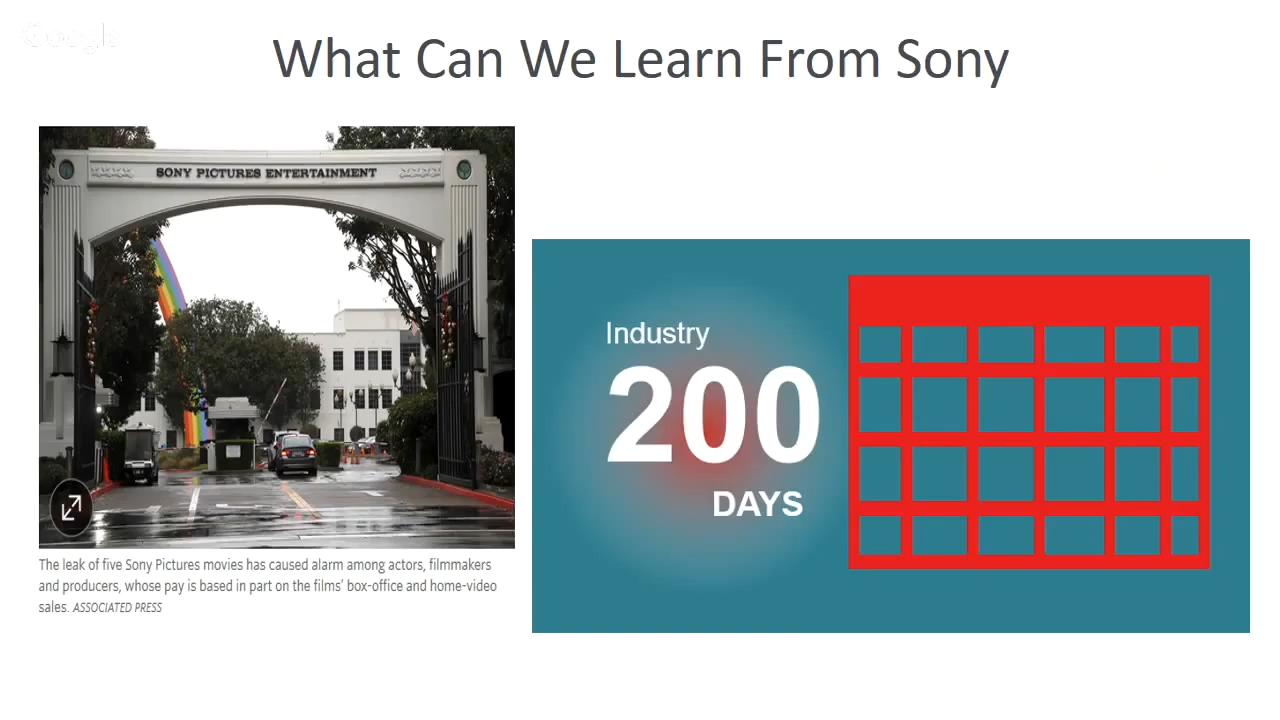 Google
What Can We Learn From Sony
SONY PICTURES ENTERTAINMENT
The leak of five Sony Pictures movies has caused alarm among actors, filmmakers
and producers, whose pay is based in part on the films' box-office and home-video
sales. ASSOCIATED PRESS
Industry
200
DAYS